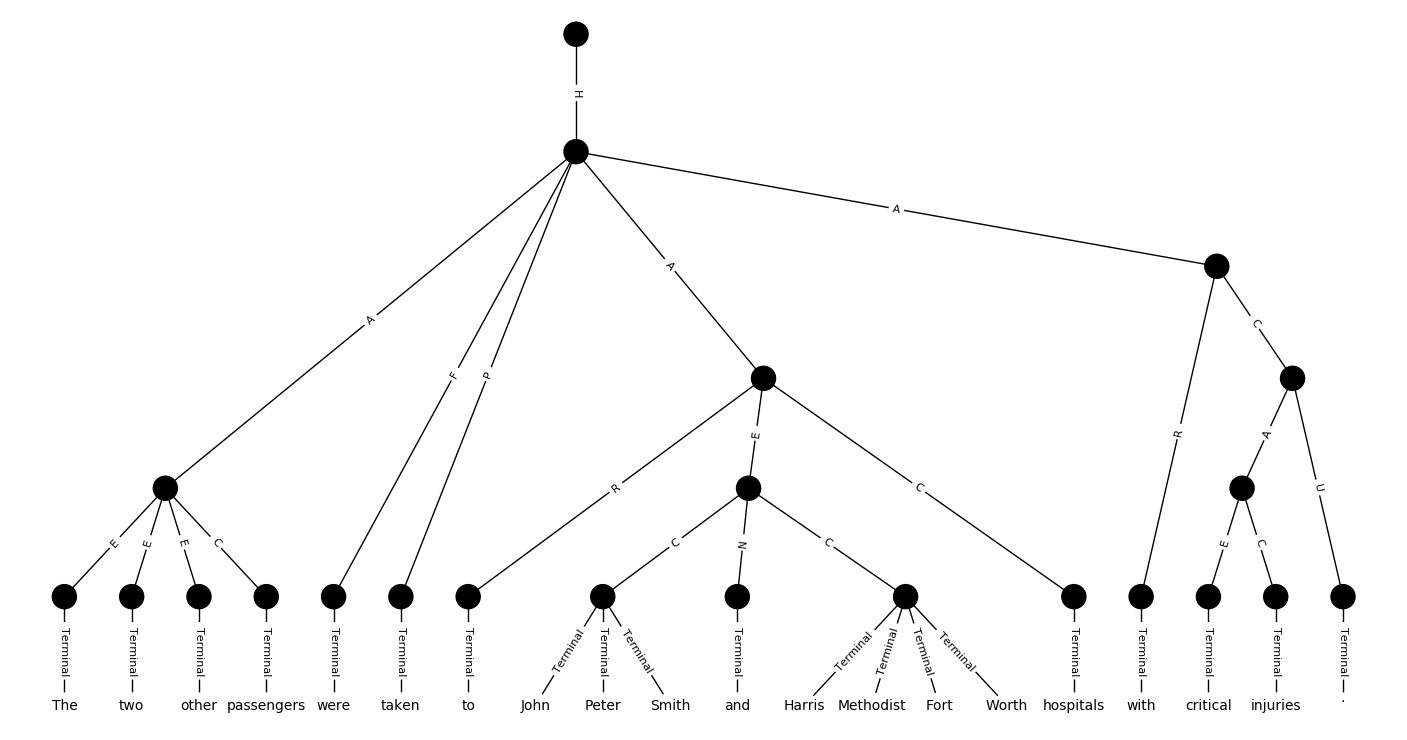 H
A
A
A
F
P
C
R
E
C
R
A
U
E
E
E
C
C
N
C
E
C
Terminal Terminal Terminal Terminal Terminal Terminal Terminal Terminal Terminal Terminal Terminal Terminal Terminal Terminal Terminal Terminal Terminal Terminal Terminal Terminal
The two other passengers were taken to John Peter Smith and Harris Methodist Fort Worth hospitals with critical injuries .